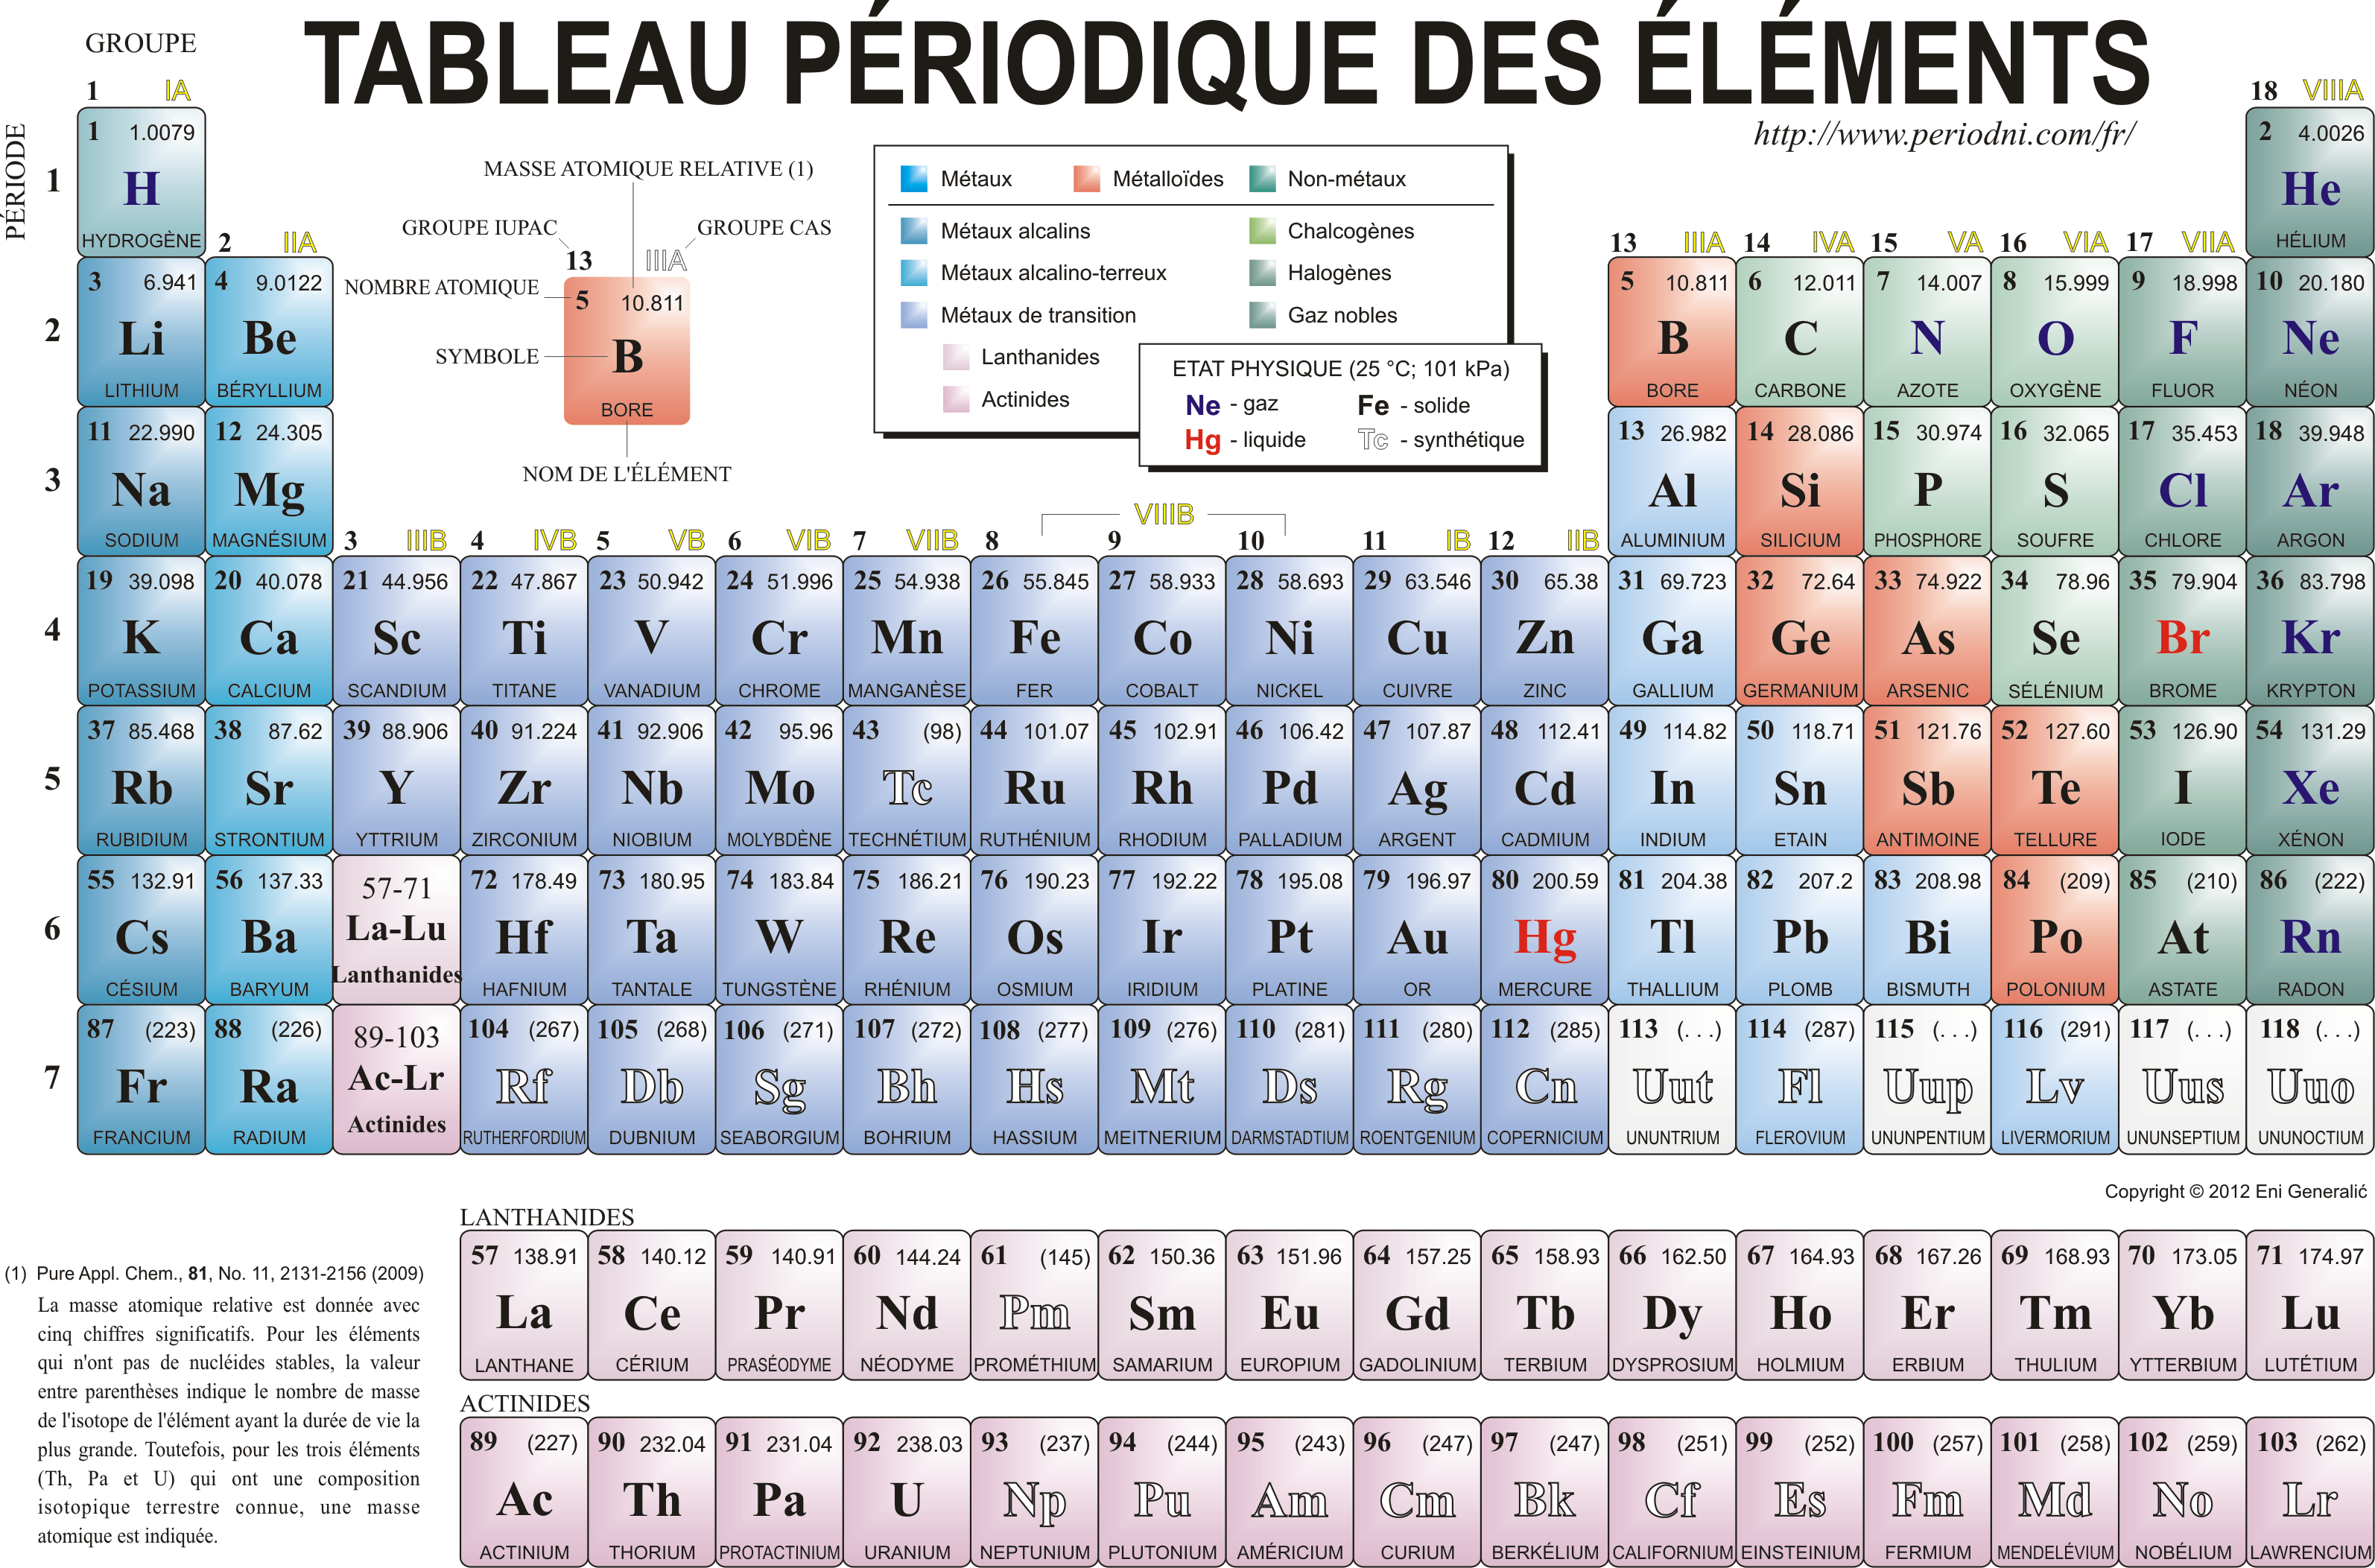 TABLEAU PÉRIODIQUE DES ÉLÉMENTS
http://www.periodni.com/fr/
GROUPE
PÉRIODE
1 IA
18 VIIIA
1
1 1.0079
H
HYDROGÈNE
2 4.0026
He
HÉLIUM
MASSE ATOMIQUE RELATIVE (1)
GROUPE IUPAC
GROUPE CAS
13 IIIA
NOMBRE ATOMIQUE
5 10.811
SYMBOLE
B
BORE
NOM DE L'ÉLÉMENT
Métaux
Métalloïdes
Non-métaux
Métaux alcalins
Chalcogènes
Métaux alcalino-terreux
Halogènes
Métaux de transition
Gaz nobles
Lanthanides
Actinides
ETAT PHYSIQUE (25 °C; 101 kPa)
Ne - gaz Fe - solide
Hg - liquide Tc - synthétique
2 IIA 13 IIIA 14 IVA 15 VA 16 VIA 17 VIIA
2
3 6.941 4 9.0122 5 10.811 6 12.011 7 14.007 8 15.999 9 18.998 10 20.180
Li Be B C N O F Ne
LITHIUM BÉRYLLIUM BORE CARBONE AZOTE OXYGÈNE FLUOR NÉON
3
11 22.990 12 24.305 13 26.982 14 28.086 15 30.974 16 32.065 17 35.453 18 39.948
Na Mg Al Si P S Cl Ar
SODIUM MAGNÉSIUM ALUMINIUM SILICIUM PHOSPHORE SOUFRE CHLORE ARGON
VIIIB
3 IIIB 4 IVB 5 VB 6 VIB 7 VIIB 8 9 10 11 IB 12 IIB
4
19 39.098 20 40.078 21 44.956 22 47.867 23 50.942 24 51.996 25 54.938 26 55.845 27 58.933 28 58.693 29 63.546 30 65.38 31 69.723 32 72.64 33 74.922 34 78.96 35 79.904 36 83.798
K Ca Sc Ti V Cr Mn Fe Co Ni Cu Zn Ga Ge As Se Br Kr
POTASSIUM CALCIUM SCANDIUM TITANE VANADIUM CHROME MANGANÈSE FER COBALT NICKEL CUIVRE ZINC GALLIUM GERMANIUM ARSENIC SÉLÉNIUM BROME KRYPTON
5
37 85.468 38 87.62 39 88.906 40 91.224 41 92.906 42 95.96 43 (98) 44 101.07 45 102.91 46 106.42 47 107.87 48 112.41 49 114.82 50 118.71 51 121.76 52 127.60 53 126.90 54 131.29
Rb Sr Y Zr Nb Mo Tc Ru Rh Pd Ag Cd In Sn Sb Te I Xe
RUBIDIUM STRONTIUM YTTRIUM ZIRCONIUM NIOBIUM MOLYBDÈNE TECHNÉTIUM RUTHÉNIUM RHODIUM PALLADIUM ARGENT CADMIUM INDIUM ETAIN ANTIMOINE TELLURE IODE XÉNON
6
55 132.91 56 137.33 57-71 72 178.49 73 180.95 74 183.84 75 186.21 76 190.23 77 192.22 78 195.08 79 196.97 80 200.59 81 204.38 82 207.2 83 208.98 84 (209) 85 (210) 86 (222)
Cs Ba La-Lu Hf Ta W Re Os Ir Pt Au Hg Tl Pb Bi Po At Rn
CÉSIUM BARYUM Lanthanides HAFNIUM TANTALE TUNGSTÈNE RHÉNIUM OSMIUM IRIDIUM PLATINE OR MERCURE THALLIUM PLOMB BISMUTH POLONIUM ASTATE RADON
7
87 (223) 88 (226) 89-103 104 (267) 105 (268) 106 (271) 107 (272) 108 (277) 109 (276) 110 (281) 111 (280) 112 (285) 113 (. . .) 114 (287) 115 (. . .) 116 (291) 117 (. . .) 118 (. . .)
Fr Ra Ac-Lr Rf Db Sg Bh Hs Mt Ds Rg Cn Uut Fl Uup Lv Uus Uuo
FRANCIUM RADIUM Actinides RUTHERFORDIUM DUBNIUM SEABORGIUM BOHRIUM HASSIUM MEITNERIUM DARMSTADTIUM ROENTGENIUM COPERNICIUM UNUNTRIUM FLEROVIUM UNUNPENTIUM LIVERMORIUM UNUNSEPTIUM UNUNOCTIUM
Copyright © 2012 Eni Generalić
LANTHANIDES
57 138.91 58 140.12 59 140.91 60 144.24 61 (145) 62 150.36 63 151.96 64 157.25 65 158.93 66 162.50 67 164.93 68 167.26 69 168.93 70 173.05 71 174.97
La Ce Pr Nd Pm Sm Eu Gd Tb Dy Ho Er Tm Yb Lu
LANTHANE CÉRIUM PRASÉODYME NÉODYME PROMÉTHIUM SAMARIUM EUROPIUM GADOLINIUM TERBIUM DYSPROSIUM HOLMIUM ERBIUM THULIUM YTTERBIUM LUTÉTIUM
ACTINIDES
89 (227) 90 232.04 91 231.04 92 238.03 93 (237) 94 (244) 95 (243) 96 (247) 97 (247) 98 (251) 99 (252) 100 (257) 101 (258) 102 (259) 103 (262)
Ac Th Pa U Np Pu Am Cm Bk Cf Es Fm Md No Lr
ACTINIUM THORIUM PROTACTINIUM URANIUM NEPTUNIUM PLUTONIUM AMÉRICIUM CURIUM BERKÉLIUM CALIFORNIUM EINSTEINIUM FERMIUM MENDELÉVIUM NOBÉLIUM LAWRENCIUM
(1) Pure Appl. Chem., 81, No. 11, 2131-2156 (2009)
La masse atomique relative est donnée avec
cinq chiffres significatifs. Pour les éléments
qui n'ont pas de nucléides stables, la valeur
entre parenthèses indique le nombre de masse
de l'isotope de l'élément ayant la durée de vie la
plus grande. Toutefois, pour les trois éléments
(Th, Pa et U) qui ont une composition
isotopique terrestre connue, une masse
atomique est indiquée.